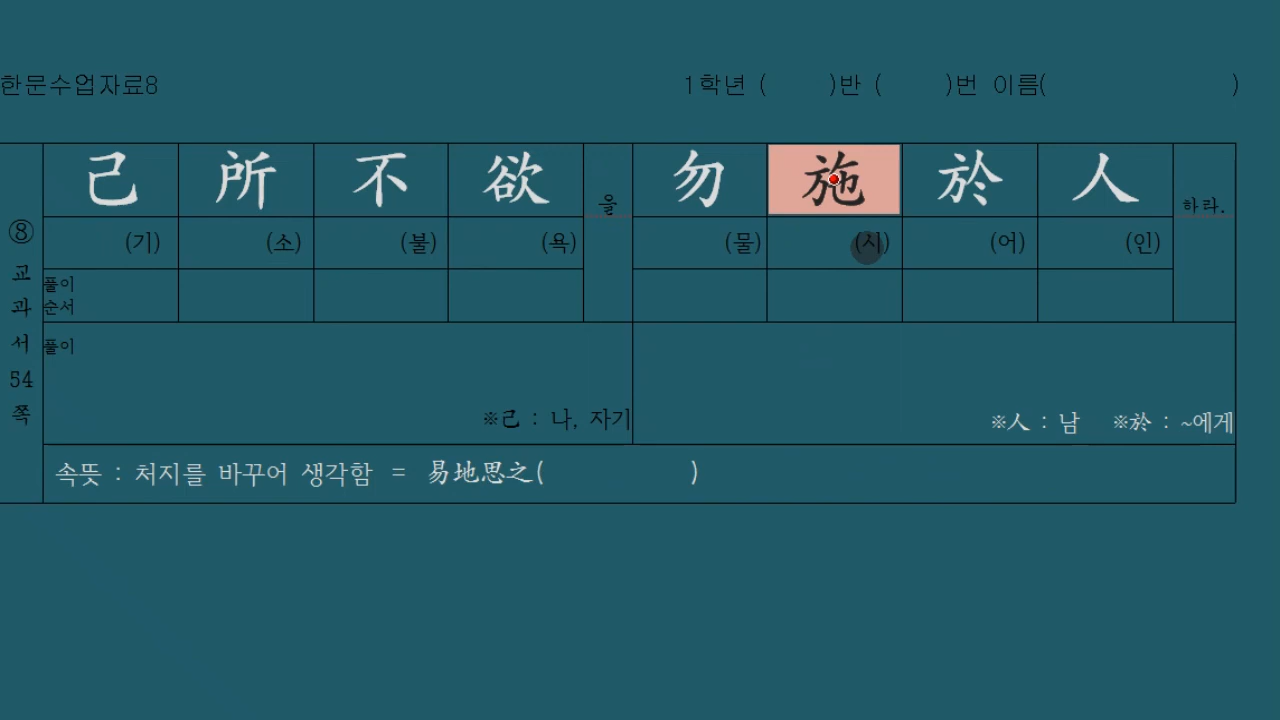 한문수업자료8 1학년 ( )반 ( )번 이름( )
己 所 不 欲 을 勿 施 於 人 하라.
(기) (소) (불) (욕) (물) (시) (어) (인)
⑧ 교과서 54쪽
풀이
순서
풀이
※己 : 나, 자기
※人 : 남 ※於 : ~에게
속뜻 : 처지를 바꾸어 생각함 = 易地思之( )